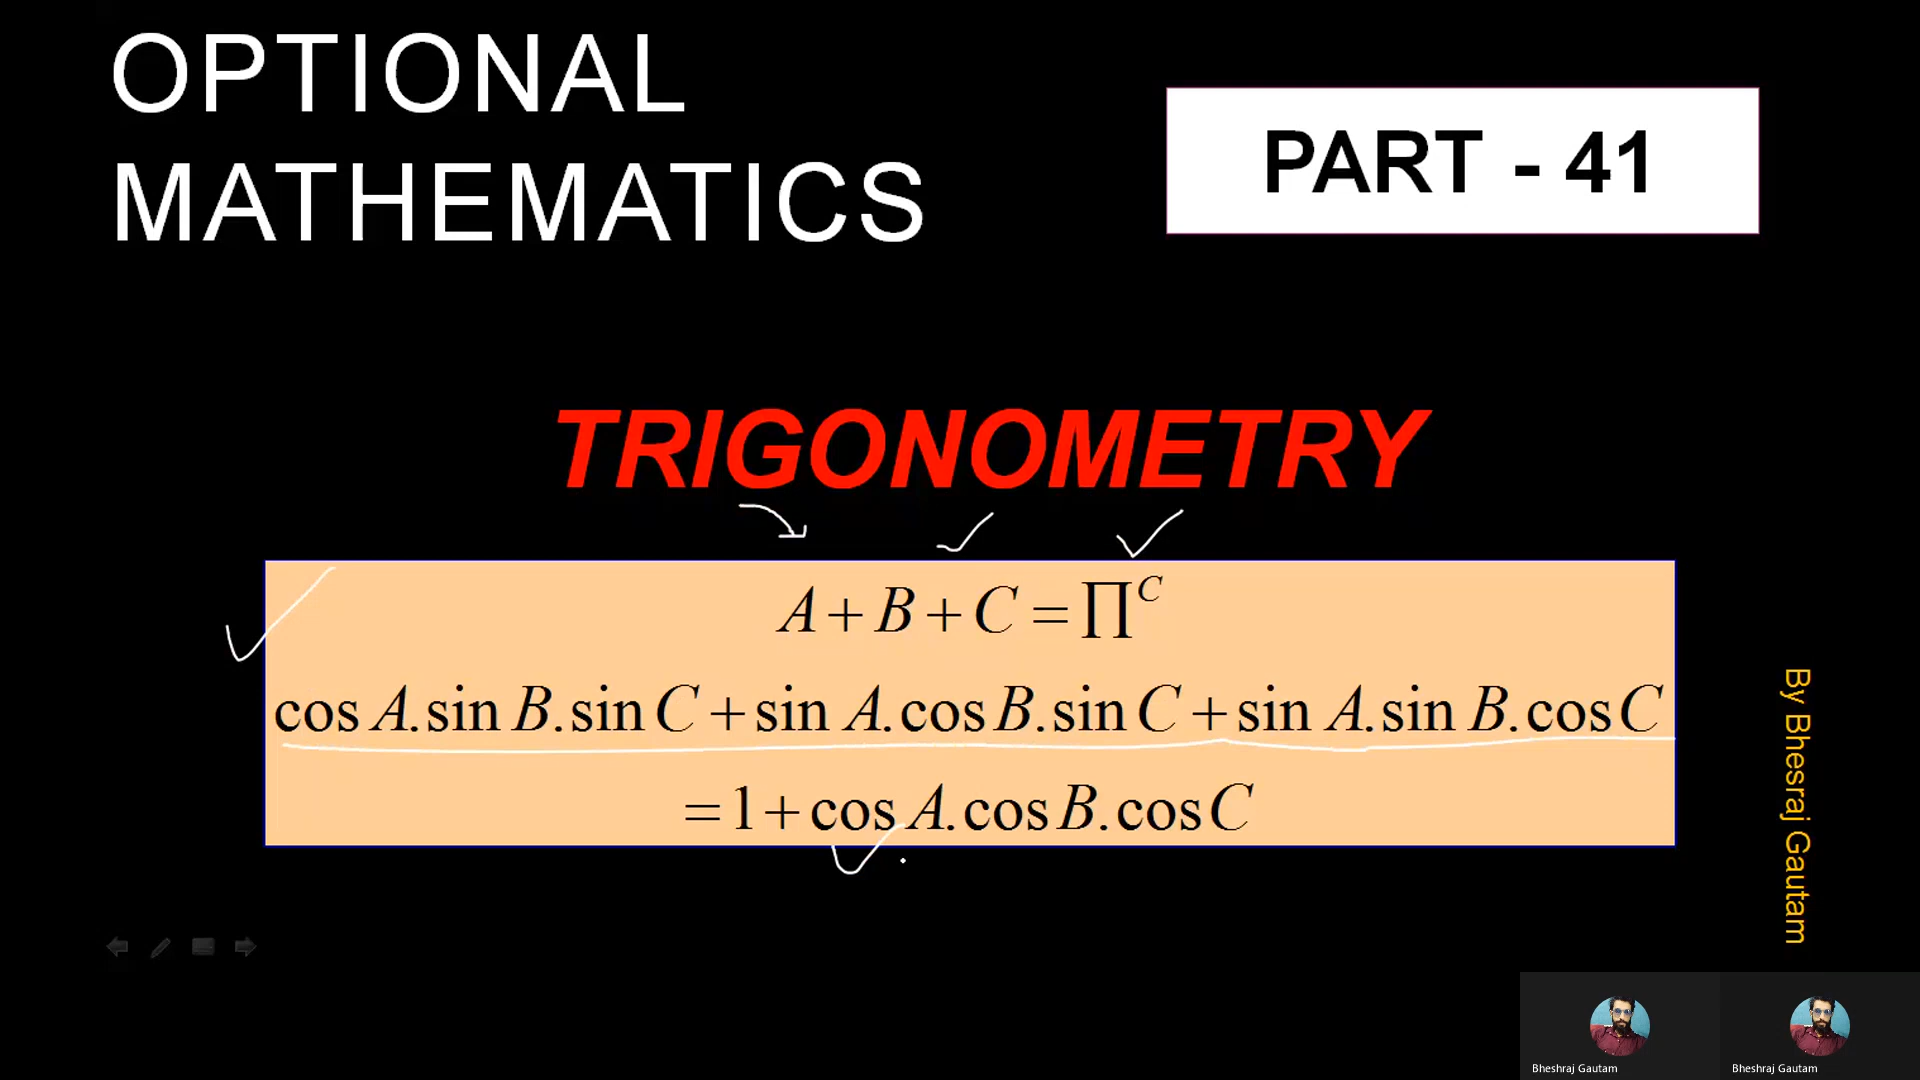 OPTIONAL
MATHEMATICS
PART - 41
TRIGONOMETRY
A + B + C = ∏^C
cos A.sin B.sin C + sin A.cos B.sin C + sin A.sin B.cos C
= 1 + cos A.cos B.cos C
By Bhesraj Gautam
Bheshraj Gautam
Bheshraj Gautam